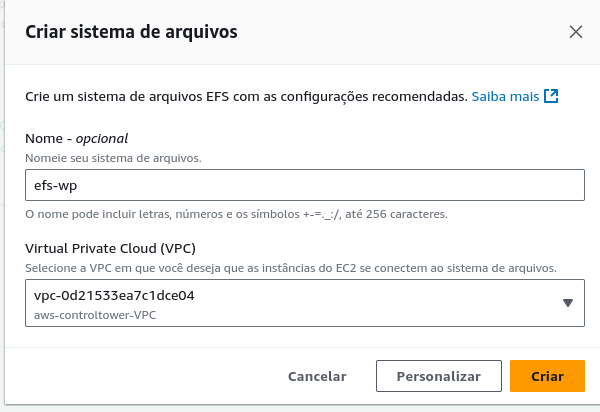 Criar sistema de arquivos
Crie um sistema de arquivos EFS com as configurações recomendadas. Saiba mais
Nome - opcional
Nomeie seu sistema de arquivos.
efs-wp
O nome pode incluir letras, números e os símbolos +-=._:/, até 256 caracteres.
Virtual Private Cloud (VPC)
Selecione a VPC em que você deseja que as instâncias do EC2 se conectem ao sistema de arquivos.
vpc-0d21533ea7c1dce04
aws-controltower-VPC
Cancelar Personalizar Criar